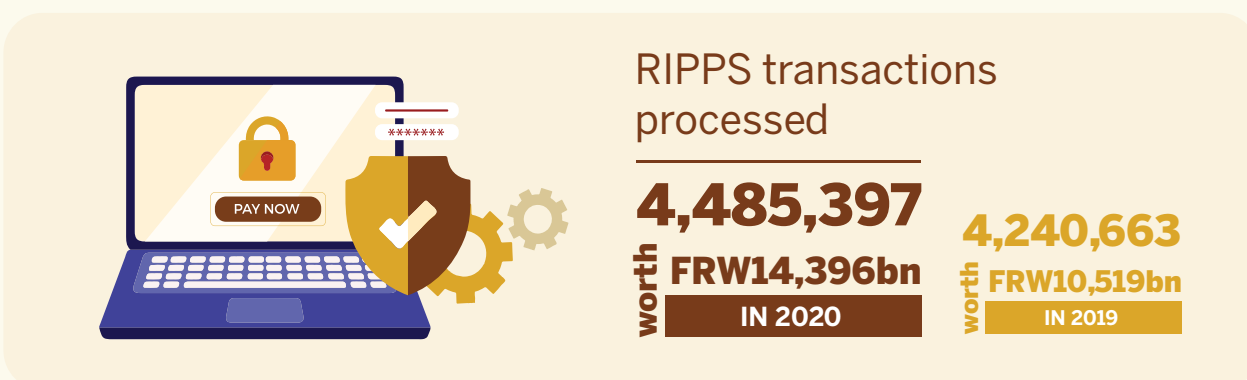 RIPPS transactions
processed
*******
PAY NOW
4,485,397
worth
FRW14,396bn
IN 2020
4,240,663
worth
FRW10,519bn
IN 2019